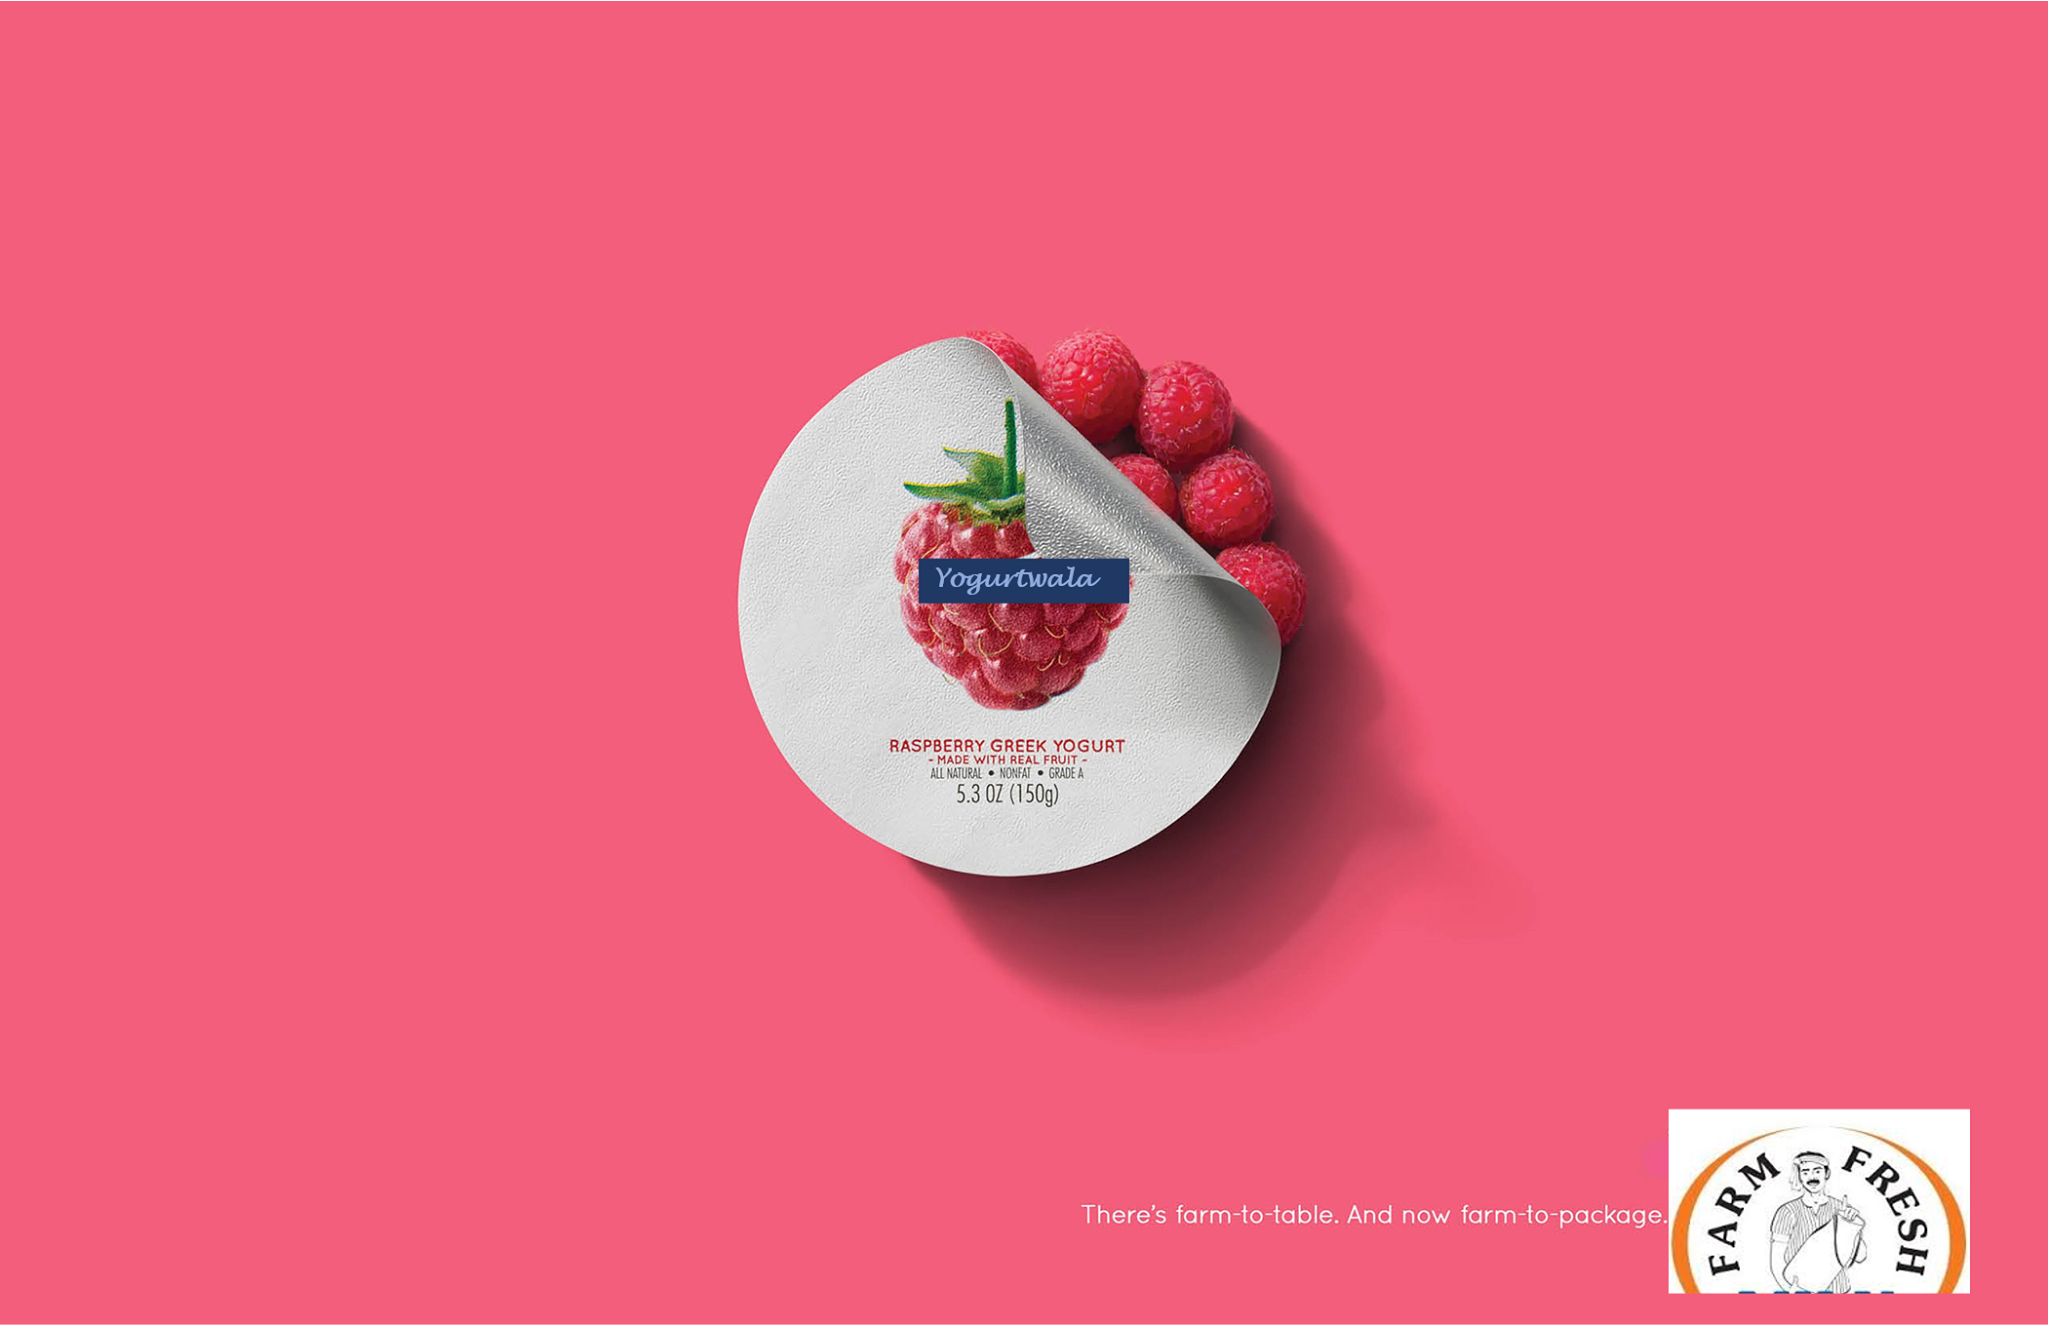 Yogurtwala
RASPBERRY GREEK YOGURT
- MADE WITH REAL FRUIT -
ALL NATURAL • NONFAT • GRADE A
5.3 OZ (150g)
There's farm-to-table. And now farm-to-package.
FARM FRESH